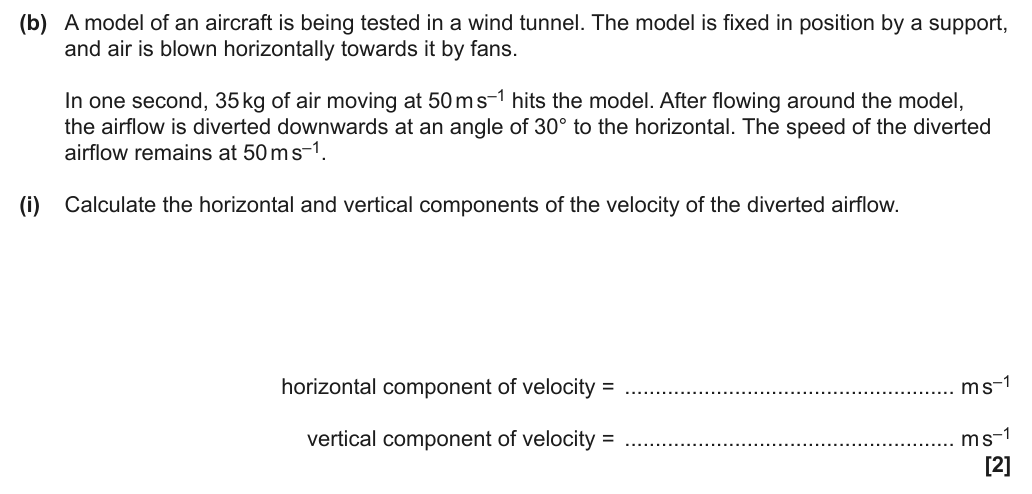 (b) A model of an aircraft is being tested in a wind tunnel. The model is fixed in position by a support,
and air is blown horizontally towards it by fans.
In one second, 35 kg of air moving at 50 m s⁻¹ hits the model. After flowing around the model,
the airflow is diverted downwards at an angle of 30° to the horizontal. The speed of the diverted
airflow remains at 50 m s⁻¹.
(i) Calculate the horizontal and vertical components of the velocity of the diverted airflow.
horizontal component of velocity = ...................................................... m s⁻¹
vertical component of velocity = ...................................................... m s⁻¹
[2]